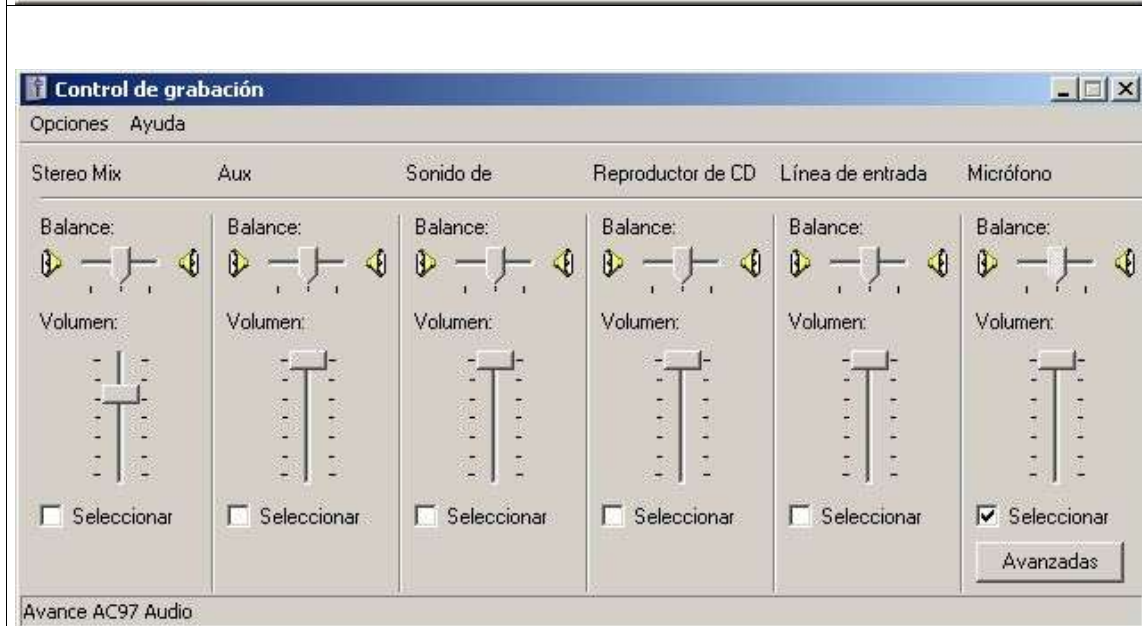 Control de grabación
Opciones Ayuda
Stereo Mix Aux Sonido de Reproductor de CD Línea de entrada Micrófono
Balance: Balance: Balance: Balance: Balance: Balance:
Volumen: Volumen: Volumen: Volumen: Volumen: Volumen:
Seleccionar Seleccionar Seleccionar Seleccionar Seleccionar Seleccionar
Avanzadas
Avance AC97 Audio